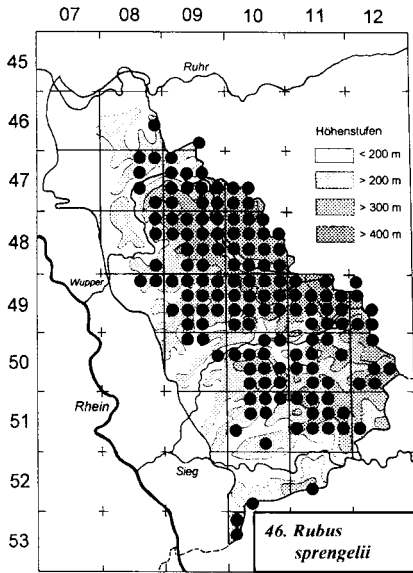 07 08 09 10 11 12
45
Ruhr
46
Höhenstufen
< 200 m
47
> 200 m
> 300 m
48
> 400 m
Wupper
49
50
Rhein
51
Sieg
52
46. Rubus
sprengelii
53